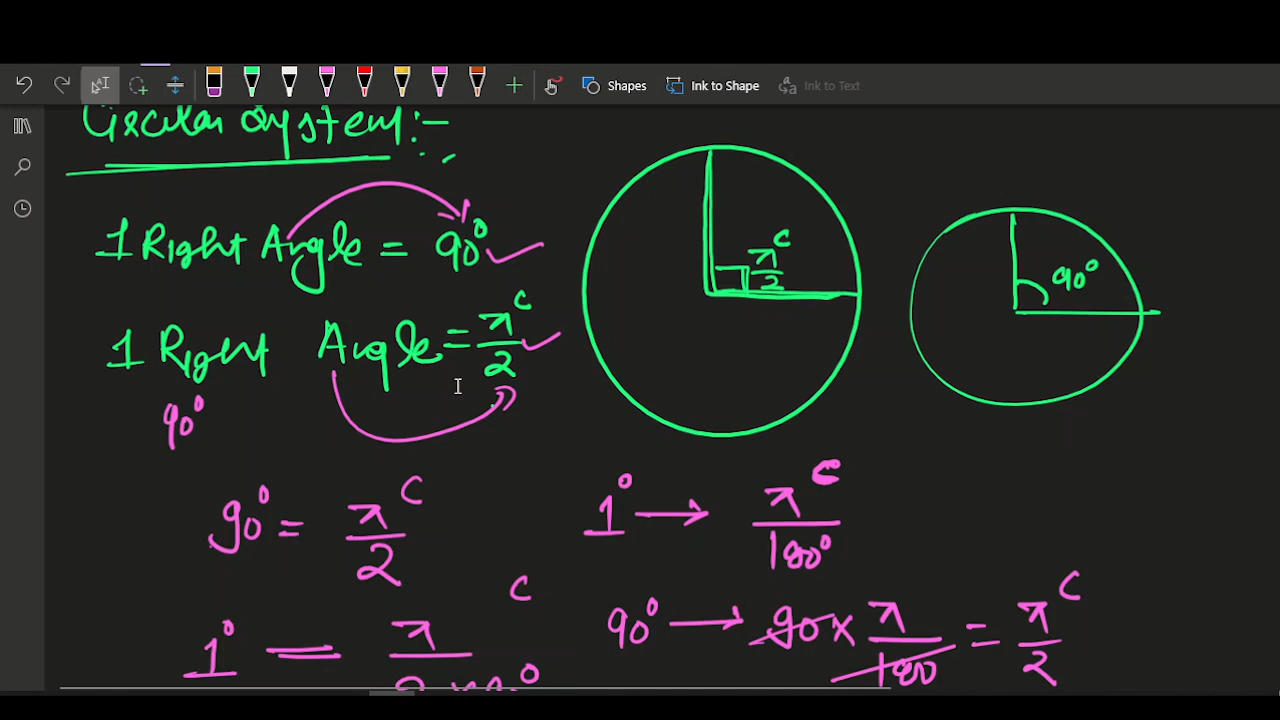 Shapes
Ink to Shape
Ink to Text
Circular System :-
1 Right Angle = 90°
1 Right Angle = π/2 ᶜ
90°
π/2 ᶜ
90°
90° = π/2 ᶜ
1° → π ᶜ/180°
1° = π/ ᶜ
90° → 90 × π/180 = π/2 ᶜ